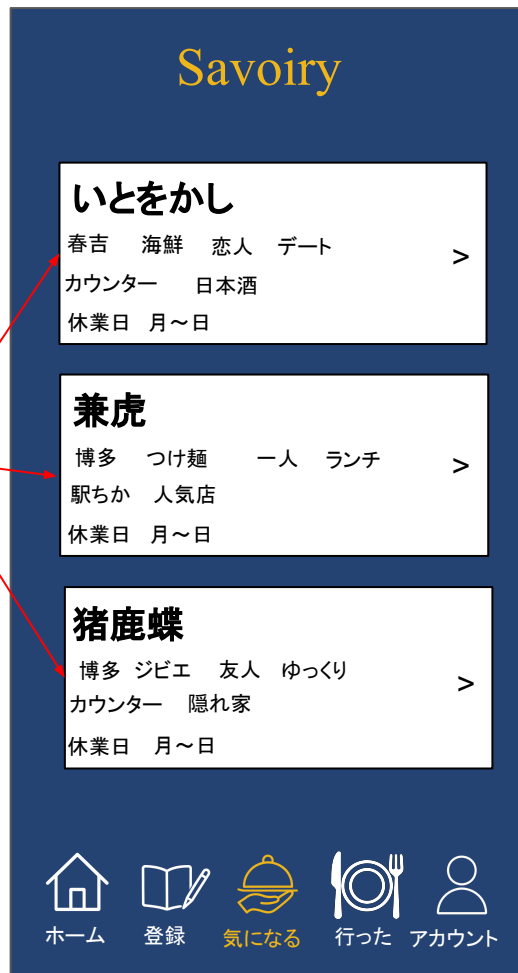 Savoiry
いとをかし
春吉 海鮮 恋人 デート
カウンター 日本酒
休業日 月～日
>
兼虎
博多 つけ麺 一人 ランチ
駅ちか 人気店
休業日 月～日
>
猪鹿蝶
博多 ジビエ 友人 ゆっくり
カウンター 隠れ家
休業日 月～日
>
ホーム 登録 気になる 行った アカウント